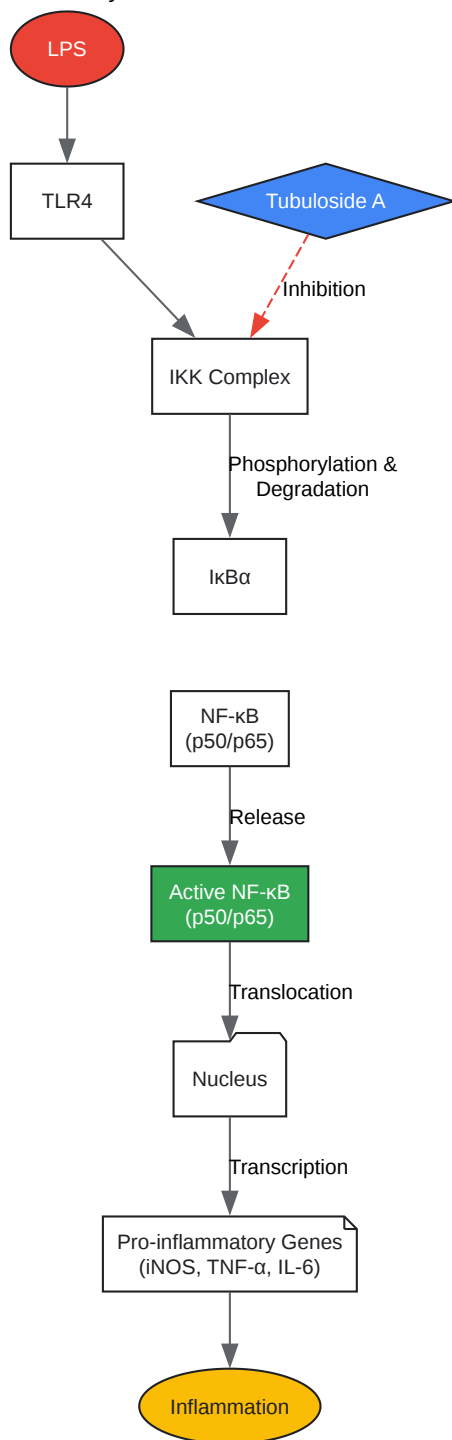 LPS
TLR4
Tubuloside A
Inhibition
IKK Complex
Phosphorylation &
Degradation
IκBα
NF-κB
(p50/p65)
Release
Active NF-κB
(p50/p65)
Translocation
Nucleus
Transcription
Pro-inflammatory Genes
(iNOS, TNF-α, IL-6)
Inflammation